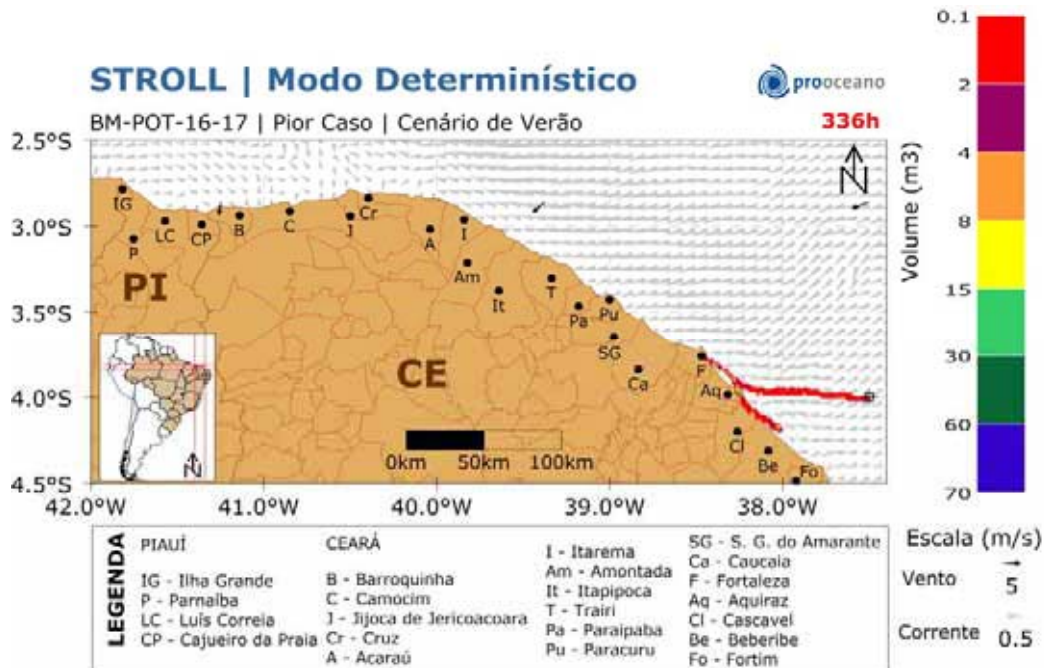 STROLL | Modo Determinístico
prooceano
BM-POT-16-17 | Pior Caso | Cenário de Verão
336h
0.1
2
4
8
15
30
60
70
Volume (m3)
2.5°S
3.0°S
3.5°S
4.0°S
4.5°S
42.0°W
41.0°W
40.0°W
39.0°W
38.0°W
N
IG
P
LC
CP
B
C
J
Cr
A
I
Am
It
T
Pa
Pu
SG
Ca
F
Aq
Cl
Be
Fo
PI
CE
N
0km
50km
100km
LEGENDA
PIAUÍ
IG - Ilha Grande
P - Parnaíba
LC - Luís Correia
CP - Cajueiro da Praia
CEARÁ
B - Barroquinha
C - Camocim
J - Jijoca de Jericoacoara
Cr - Cruz
A - Acaraú
I - Itarema
Am - Amontada
It - Itapipoca
T - Trairi
Pa - Paraipaba
Pu - Paracuru
SG - S. G. do Amarante
Ca - Caucaia
F - Fortaleza
Aq - Aquiraz
Cl - Cascavel
Be - Beberibe
Fo - Fortim
Escala (m/s)
Vento
5
Corrente
0.5